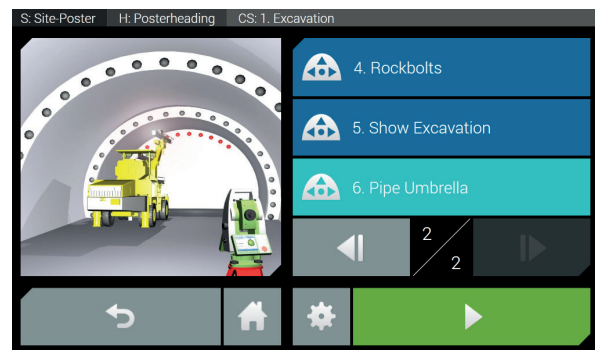 S: Site-Poster H: Posterheading CS: 1. Excavation
4. Rockbolts
5. Show Excavation
6. Pipe Umbrella
2
2